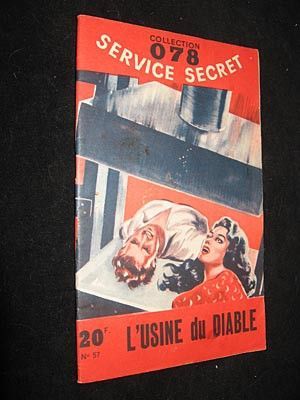 COLLECTION
078
SERVICE SECRET
20F.
N° 57
L'USINE du DIABLE